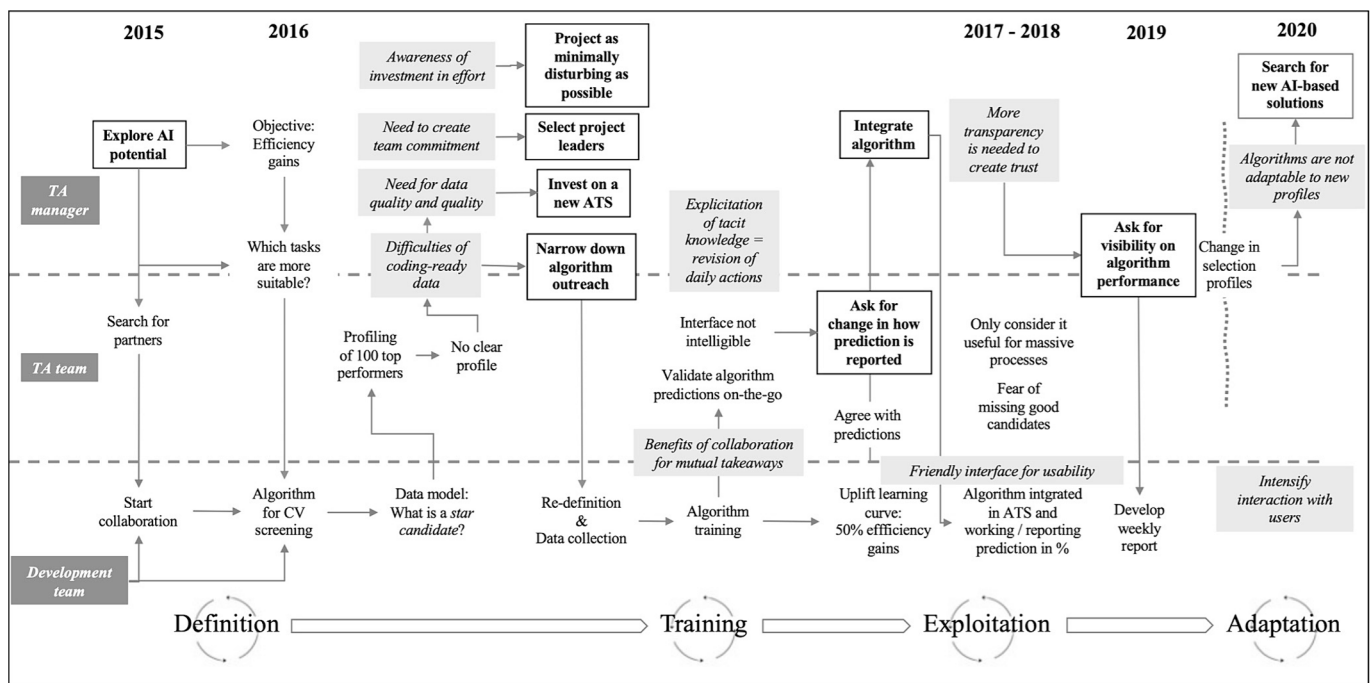 2015
2016
2017 - 2018
2019
2020
Awareness of
investment in effort
Project as
minimally
disturbing as
possible
Search for
new AI-based
solutions
Explore AI
potential
Objective:
Efficiency
gains
Need to create
team commitment
Select project
leaders
Integrate
algorithm
More
transparency
is needed to
create trust
Algorithms are not
adaptable to new
profiles
TA
manager
Need for data
quality and quality
Invest on a
new ATS
Explicitation
of tacit
knowledge =
revision of
daily actions
Which tasks
are more
suitable?
Difficulties of
coding-ready
data
Narrow down
algorithm
outreach
Ask for
visibility on
algorithm
performance
Change in
selection
profiles
Search for
partners
TA team
Profiling
of 100 top
performers
No clear
profile
Interface not
intelligible
Ask for
change in how
prediction is
reported
Only consider it
useful for massive
processes
Validate algorithm
predictions on-the-go
Fear of
missing good
candidates
Agree with
predictions
Benefits of collaboration
for mutual takeaways
Friendly interface for usability
Start
collaboration
Algorithm
for CV
screening
Data model:
What is a star
candidate?
Re-definition
&
Data collection
Algorithm
training
Uplift learning
curve:
50% effficiency
gains
Algorithm intgrated
in ATS and
working / reporting
prediction in %
Develop
weekly
report
Intensify
interaction with
users
Development
team
Definition
Training
Exploitation
Adaptation